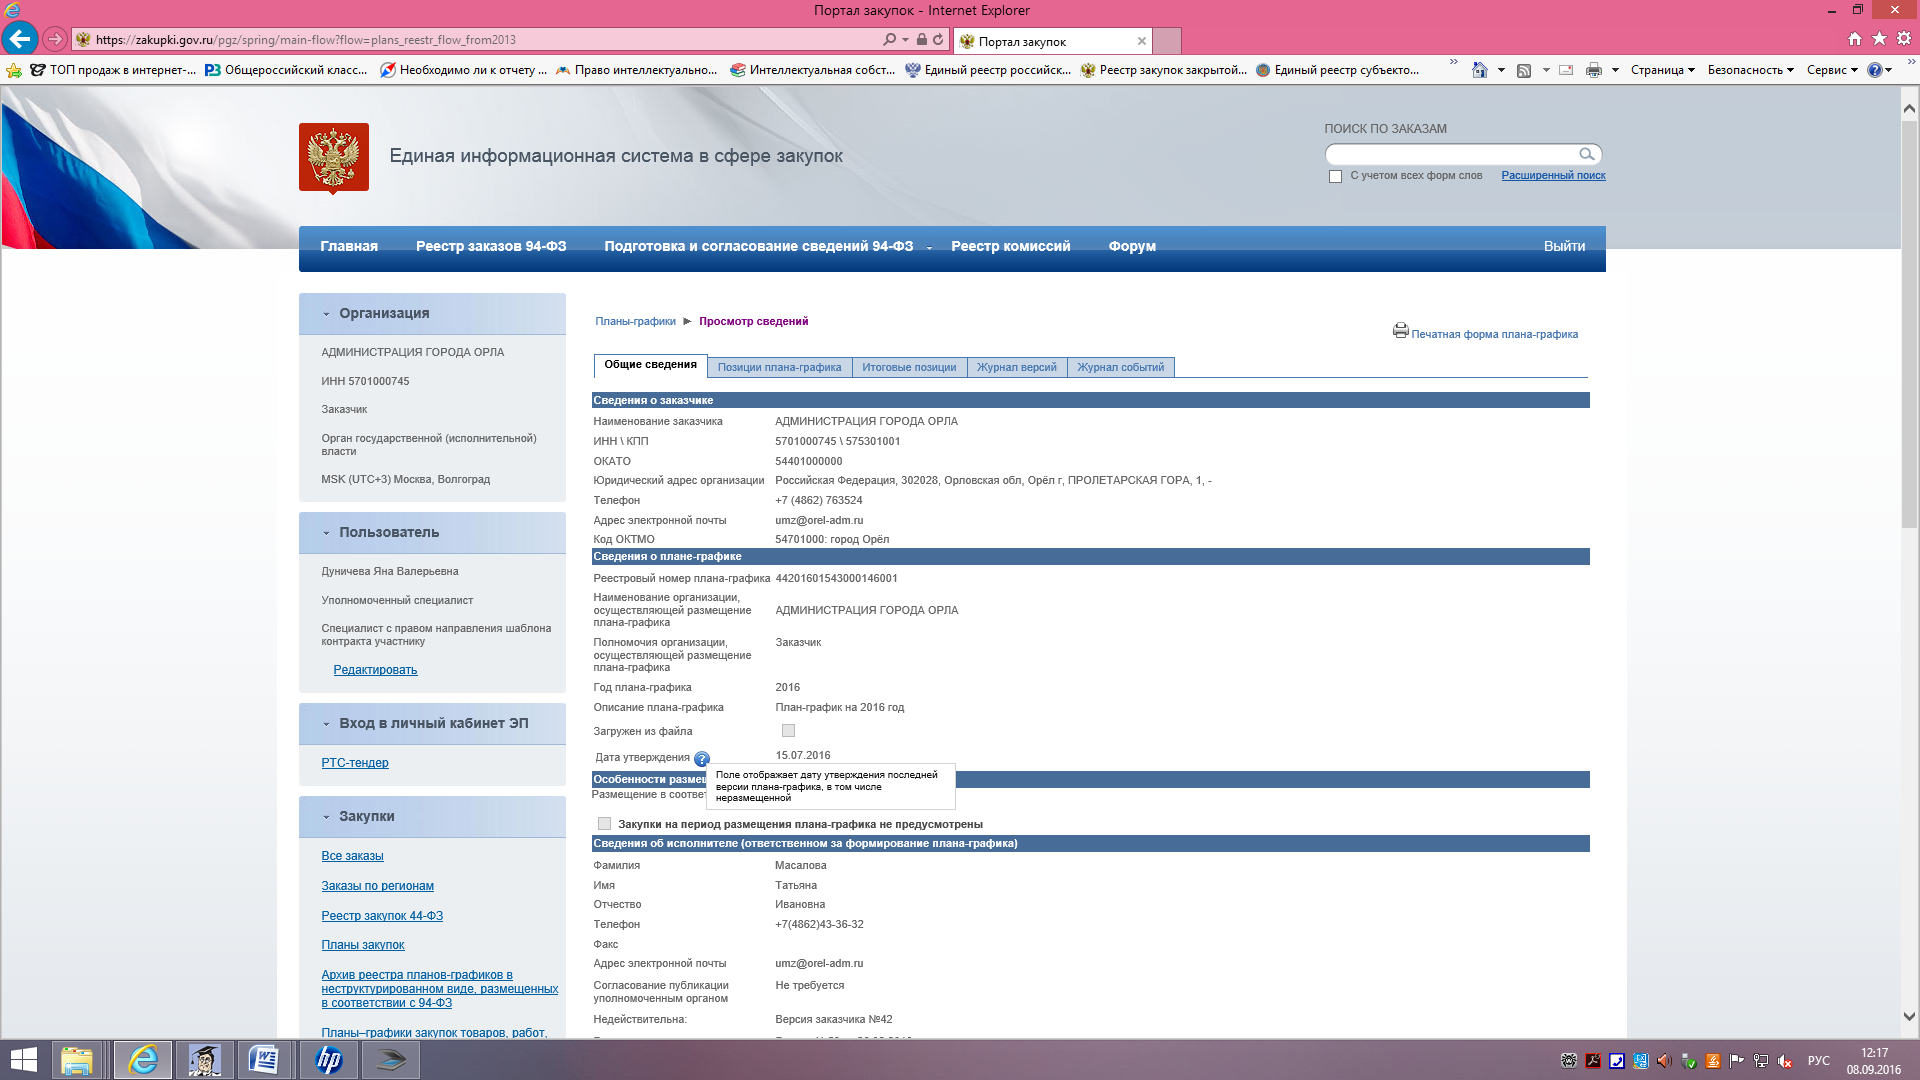 Портал закупок - Internet Explorer
https://zakupki.gov.ru/pgz/spring/main-flow?flow=plans_reestr_flow_from2013
Портал закупок
ТОП продаж в интернет-...
Общероссийский класс...
Необходимо ли к отчету ...
Право интеллектуально...
Интеллектуальная собст...
Единый реестр российск...
Реестр закупок закрытой...
Единый реестр субъекто...
Страница
Безопасность
Сервис
Единая информационная система в сфере закупок
ПОИСК ПО ЗАКАЗАМ
С учетом всех форм слов
Расширенный поиск
Главная
Реестр заказов 94-ФЗ
Подготовка и согласование сведений 94-ФЗ
Реестр комиссий
Форум
Выйти
Организация
АДМИНИСТРАЦИЯ ГОРОДА ОРЛА
ИНН 5701000745
Заказчик
Орган государственной (исполнительной)
власти
MSK (UTC+3) Москва, Волгоград
Пользователь
Дуничева Яна Валерьевна
Уполномоченный специалист
Специалист с правом направления шаблона
контракта участнику
Редактировать
Вход в личный кабинет ЭП
РТС-тендер
Закупки
Все заказы
Заказы по регионам
Реестр закупок 44-ФЗ
Планы закупок
Архив реестра планов-графиков в
неструктурированном виде, размещенных
в соответствии с 94-ФЗ
Планы–графики закупок товаров, работ,
Планы-графики
Просмотр сведений
Печатная форма плана-графика
Общие сведения
Позиции плана-графика
Итоговые позиции
Журнал версий
Журнал событий
Сведения о заказчике
Наименование заказчика АДМИНИСТРАЦИЯ ГОРОДА ОРЛА
ИНН \ КПП 5701000745 \ 575301001
ОКАТО 54401000000
Юридический адрес организации Российская Федерация, 302028, Орловская обл, Орёл г, ПРОЛЕТАРСКАЯ ГОРА, 1, -
Телефон +7 (4862) 763524
Адрес электронной почты umz@orel-adm.ru
Код ОКТМО 54701000: город Орёл
Сведения о плане-графике
Реестровый номер плана-графика 44201601543000146001
Наименование организации,
осуществляющей размещение АДМИНИСТРАЦИЯ ГОРОДА ОРЛА
плана-графика
Полномочия организации, Заказчик
осуществляющей размещение
плана-графика
Год плана-графика 2016
Описание плана-графика План-график на 2016 год
Загружен из файла
Дата утверждения ? 15.07.2016
Поле отображает дату утверждения последней
версии плана-графика, в том числе
неразмещенной
Особенности размещ
Размещение в соответ
Закупки на период размещения плана-графика не предусмотрены
Сведения об исполнителе (ответственном за формирование плана-графика)
Фамилия Масалова
Имя Татьяна
Отчество Ивановна
Телефон +7(4862)43-36-32
Факс
Адрес электронной почты umz@orel-adm.ru
Согласование публикации Не требуется
уполномоченным органом
Недействительна: Версия заказчика №42
РУС
12:17
08.09.2016